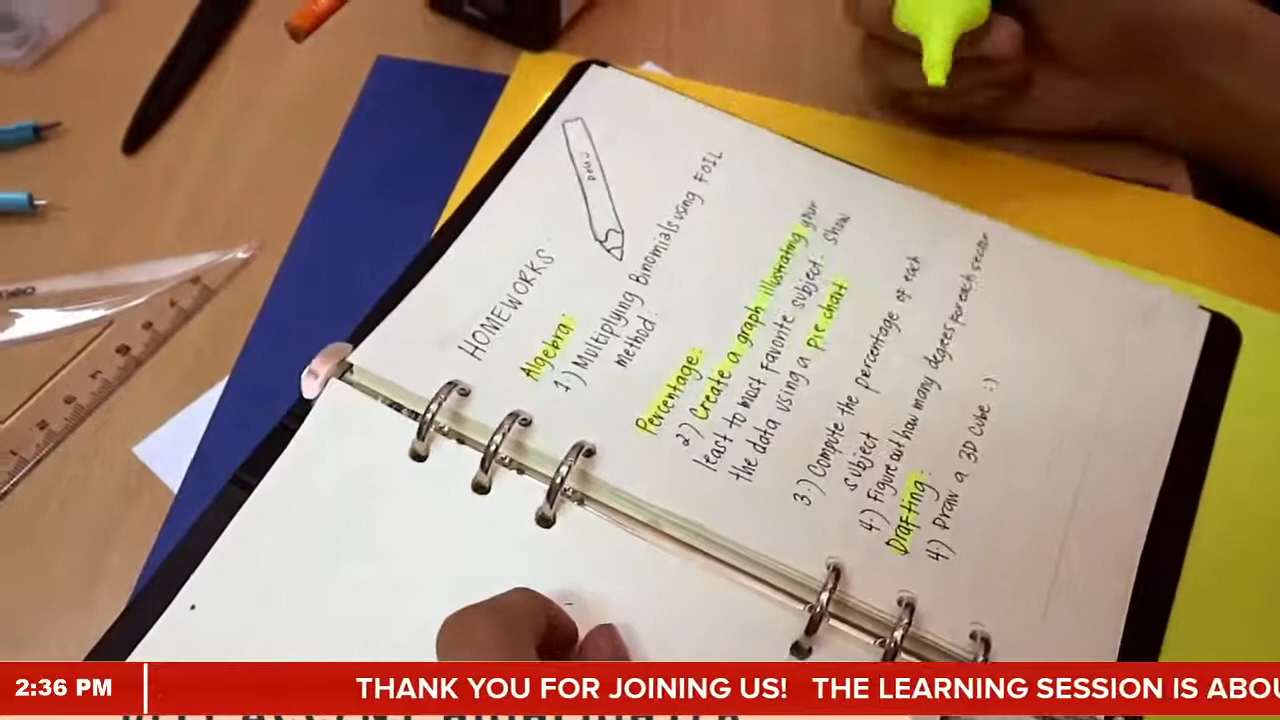 HOMEWORKS:
Algebra:
1.) Multiplying Binomials using FOIL
method:
Percentage:
2) Create a graph illustrating your
least to most favorite subject. Show
the data using a pie chart
3.) Compute the percentage of each
subject
4.) Figure out how many degrees for each sector
Drafting:
4) Draw a 3D Cube :)
2:36 PM
THANK YOU FOR JOINING US! THE LEARNING SESSION IS ABOU